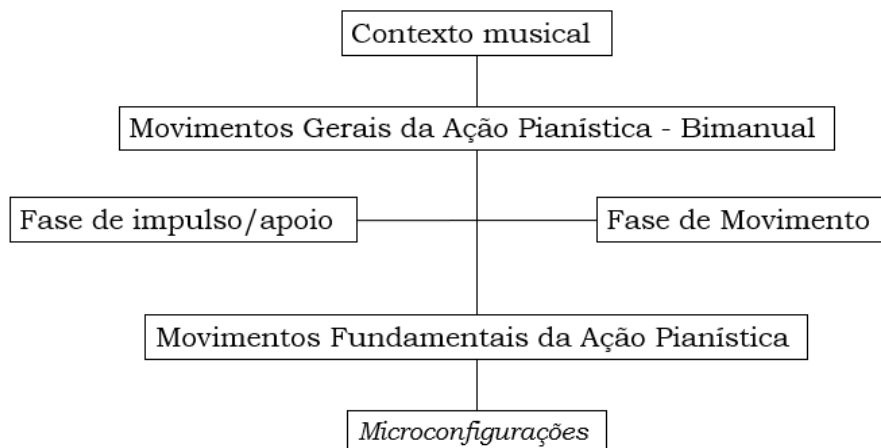 Contexto musical
Movimentos Gerais da Ação Pianística - Bimanual
Fase de impulso/apoio
Fase de Movimento
Movimentos Fundamentais da Ação Pianística
Microconfigurações